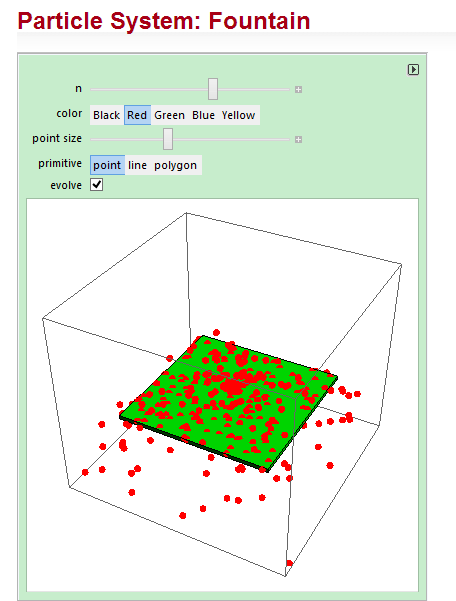 Particle System: Fountain
n
color Black Red Green Blue Yellow
point size
primitive point line polygon
evolve